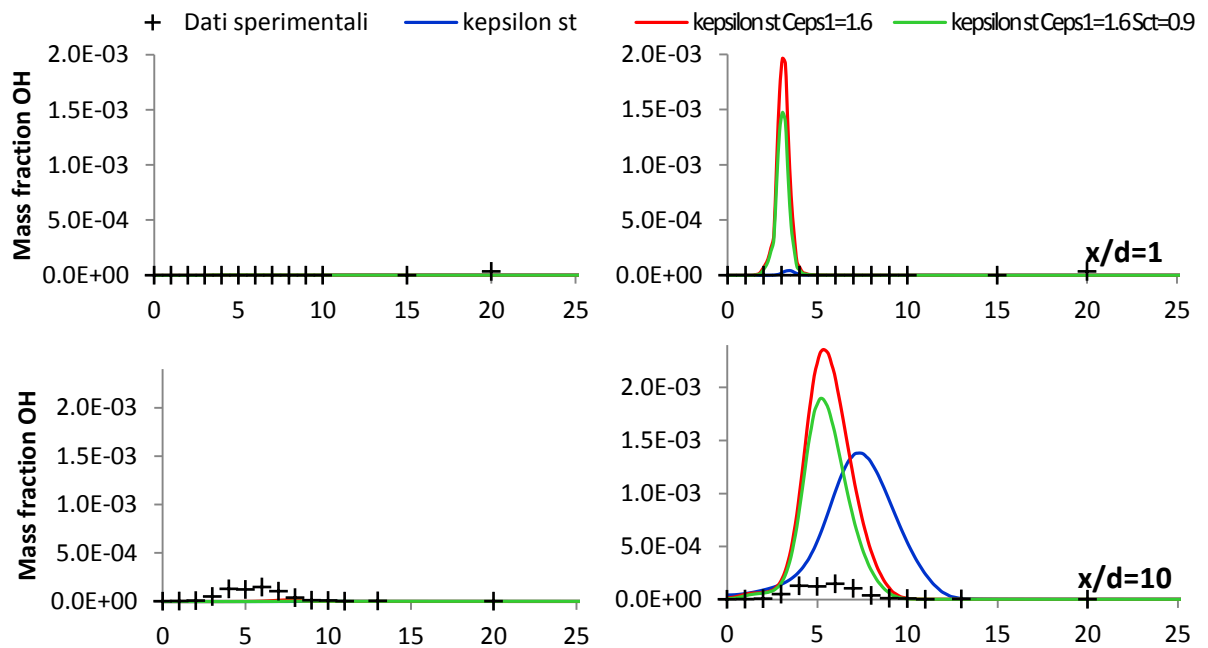 Dati sperimentali kepsilon st kepsilon st Ceps1=1.6 kepsilon st Ceps1=1.6 Sct=0.9
Mass fraction OH
2.0E-03
1.5E-03
1.0E-03
5.0E-04
0.0E+00
0 5 10 15 20 25
2.0E-03
1.5E-03
1.0E-03
5.0E-04
0.0E+00
x/d=1
0 5 10 15 20 25
Mass fraction OH
2.0E-03
1.5E-03
1.0E-03
5.0E-04
0.0E+00
0 5 10 15 20 25
2.0E-03
1.5E-03
1.0E-03
5.0E-04
0.0E+00
x/d=10
0 5 10 15 20 25